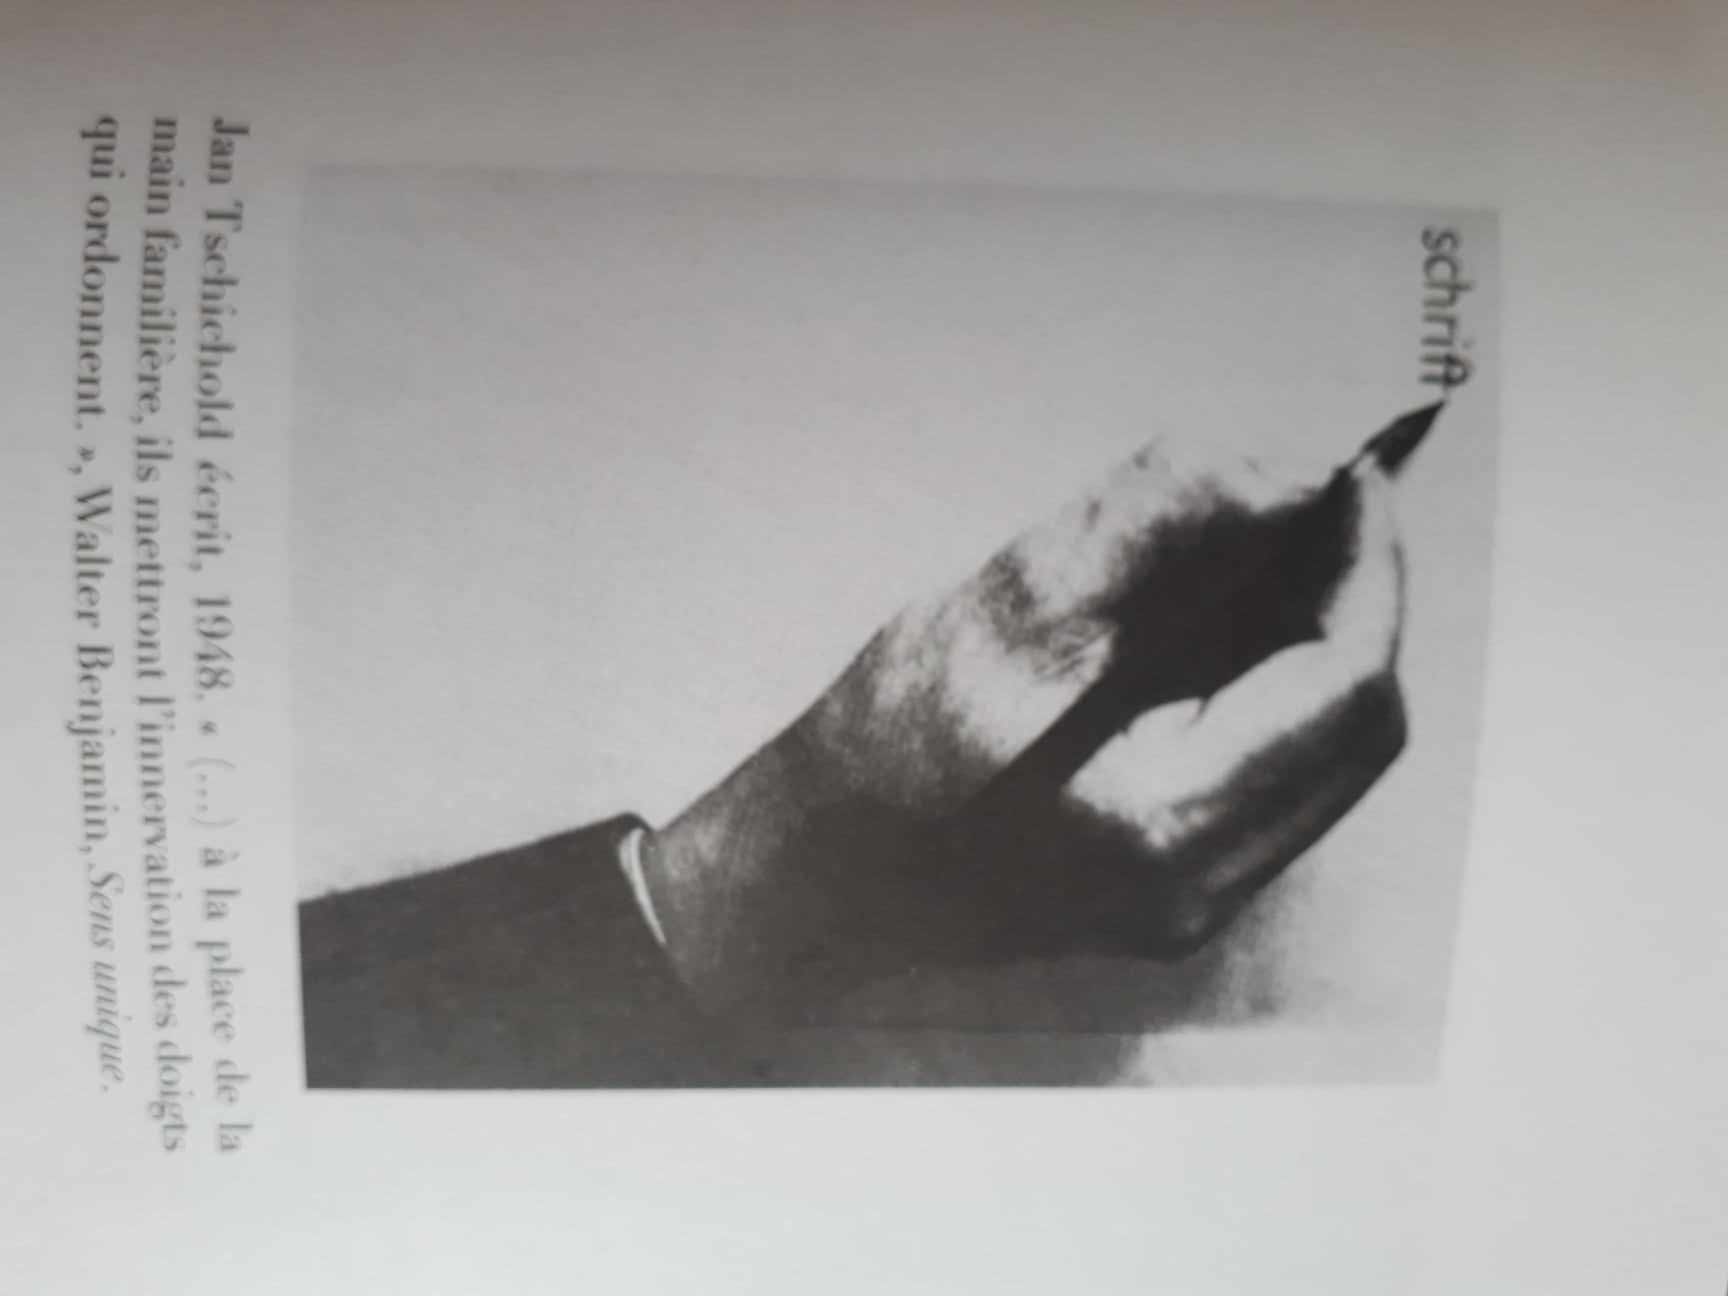 schrift
Jan Tschichold écrit, 1948. « (...) à la place de la
main familière, ils mettront l'innervation des doigts
qui ordonnent. », Walter Benjamin, Sens unique.